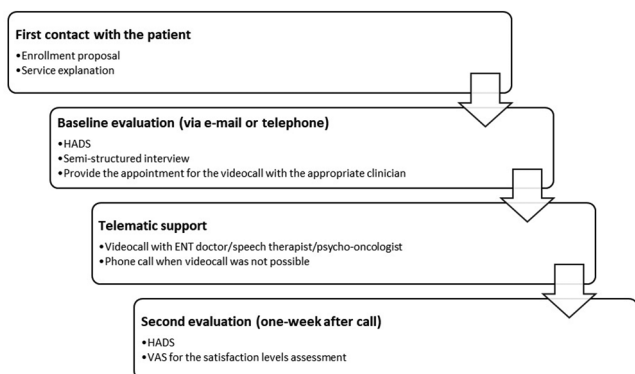 First contact with the patient
•Enrollment proposal
•Service explanation
Baseline evaluation (via e-mail or telephone)
•HADS
•Semi-structured interview
•Provide the appointment for the videocall with the appropriate clinician
Telematic support
•Videocall with ENT doctor/speech therapist/psycho-oncologist
•Phone call when videocall was not possible
Second evaluation (one-week after call)
•HADS
•VAS for the satisfaction levels assessment